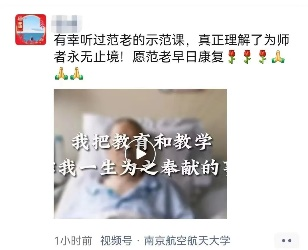 有幸听过范老的示范课，真正理解了为师
者永无止境！愿范老早日康复🌹🌹🌹🙏
🙏🙏
我把教育和教学
我一生为之奉献的
1小时前 视频号·南京航空航天大学